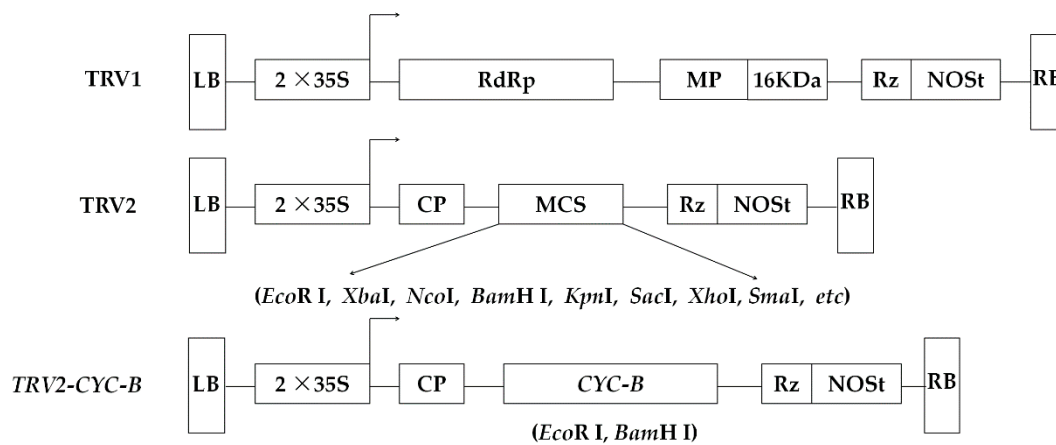 TRV1 LB 2 ×35S RdRp MP 16KDa Rz NOSt RB
TRV2 LB 2 ×35S CP MCS Rz NOSt RB
(EcoR I, XbaI, NcoI, BamH I, KpnI, SacI, XhoI, SmaI, etc)
TRV2-CYC-B LB 2 ×35S CP CYC-B Rz NOSt RB
(EcoR I, BamH I)